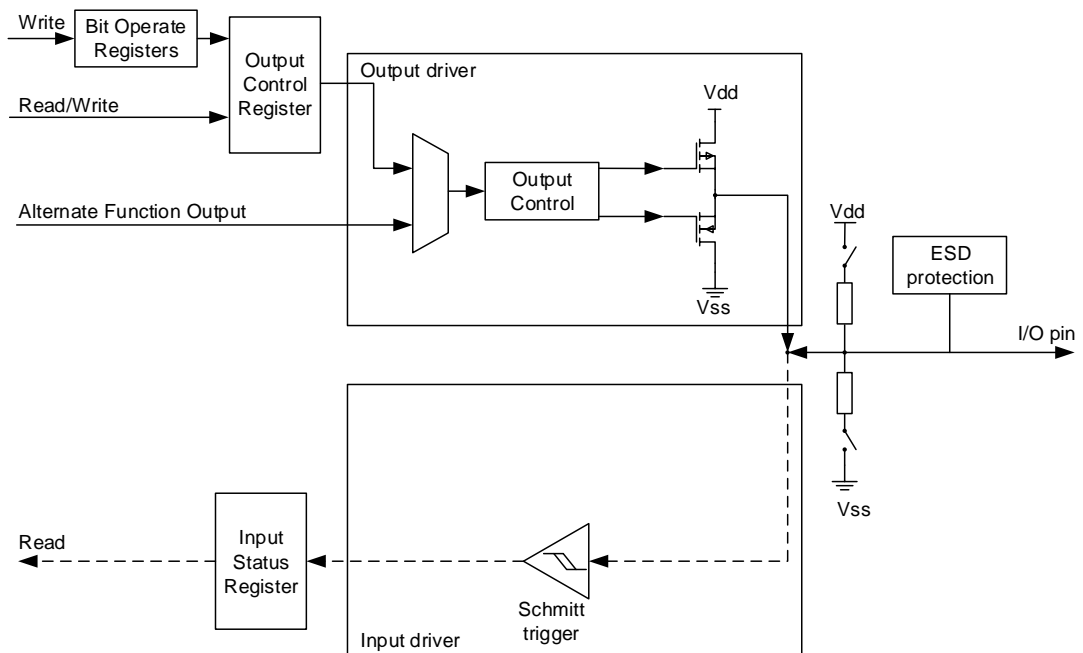 Write
Bit Operate
Registers
Output
Control
Register
Read/Write
Alternate Function Output
Output driver
Vdd
Output
Control
Vss
Vdd
ESD
protection
I/O pin
Vss
Read
Input
Status
Register
Schmitt
trigger
Input driver